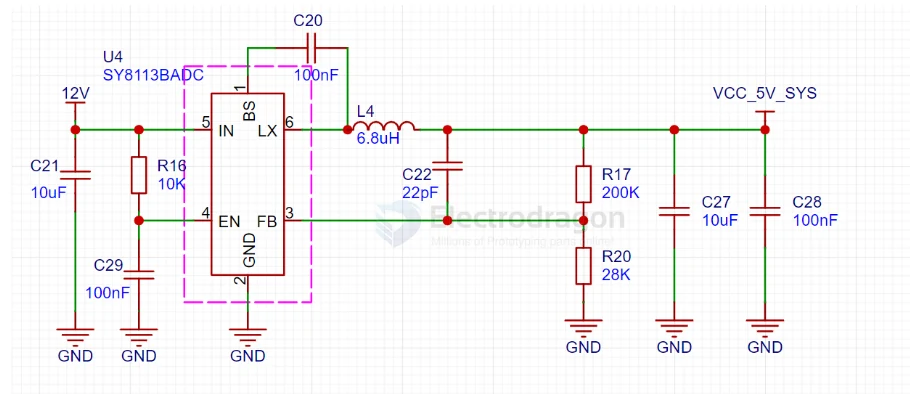 C20
100nF
U4
SY8113BADC
12V
1
BS
5
IN
LX
6
L4
6.8uH
VCC_5V_SYS
C21
10uF
R16
10K
C22
22pF
R17
200K
C27
10uF
C28
100nF
4
EN
FB
3
Electrodragon
GND
2
C29
100nF
R20
28K
GND
GND
GND
GND
GND
GND